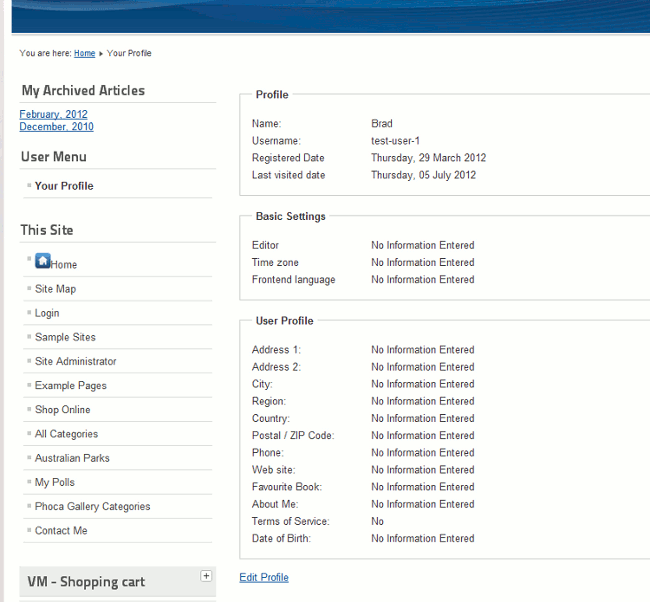 You are here: Home Your Profile
My Archived Articles
February, 2012
December, 2010
User Menu
Your Profile
This Site
Home
Site Map
Login
Sample Sites
Site Administrator
Example Pages
Shop Online
All Categories
Australian Parks
My Polls
Phoca Gallery Categories
Contact Me
VM - Shopping cart
Profile
Name: Brad
Username: test-user-1
Registered Date Thursday, 29 March 2012
Last visited date Thursday, 05 July 2012
Basic Settings
Editor No Information Entered
Time zone No Information Entered
Frontend language No Information Entered
User Profile
Address 1: No Information Entered
Address 2: No Information Entered
City: No Information Entered
Region: No Information Entered
Country: No Information Entered
Postal / ZIP Code: No Information Entered
Phone: No Information Entered
Web site: No Information Entered
Favourite Book: No Information Entered
About Me: No Information Entered
Terms of Service: No
Date of Birth: No Information Entered
Edit Profile